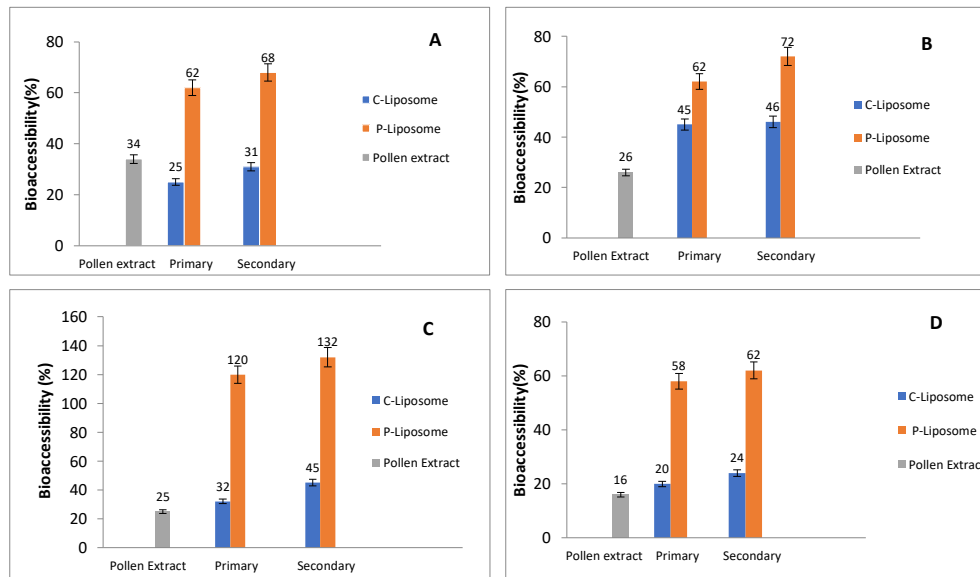 A
Bioaccessibility(%)
80
60
40
20
0
34
25
62
31
68
Pollen extract
Primary
Secondary
C-Liposome
P-Liposome
Pollen extract
B
Bioaccessibility(%)
80
60
40
20
0
26
45
62
46
72
Pollen Extract
Primary
Secondary
C-Liposome
P-Liposome
Pollen Extract
C
Bioaccessibility (%)
160
140
120
100
80
60
40
20
0
25
32
120
45
132
Pollen Extract
Primary
Secondary
C-Liposome
P-Liposome
Pollen Extract
D
Bioaccessibility(%)
80
60
40
20
0
16
20
58
24
62
Pollen extract
Primary
Secondary
C-Liposome
P-Liposome
Pollen Extract